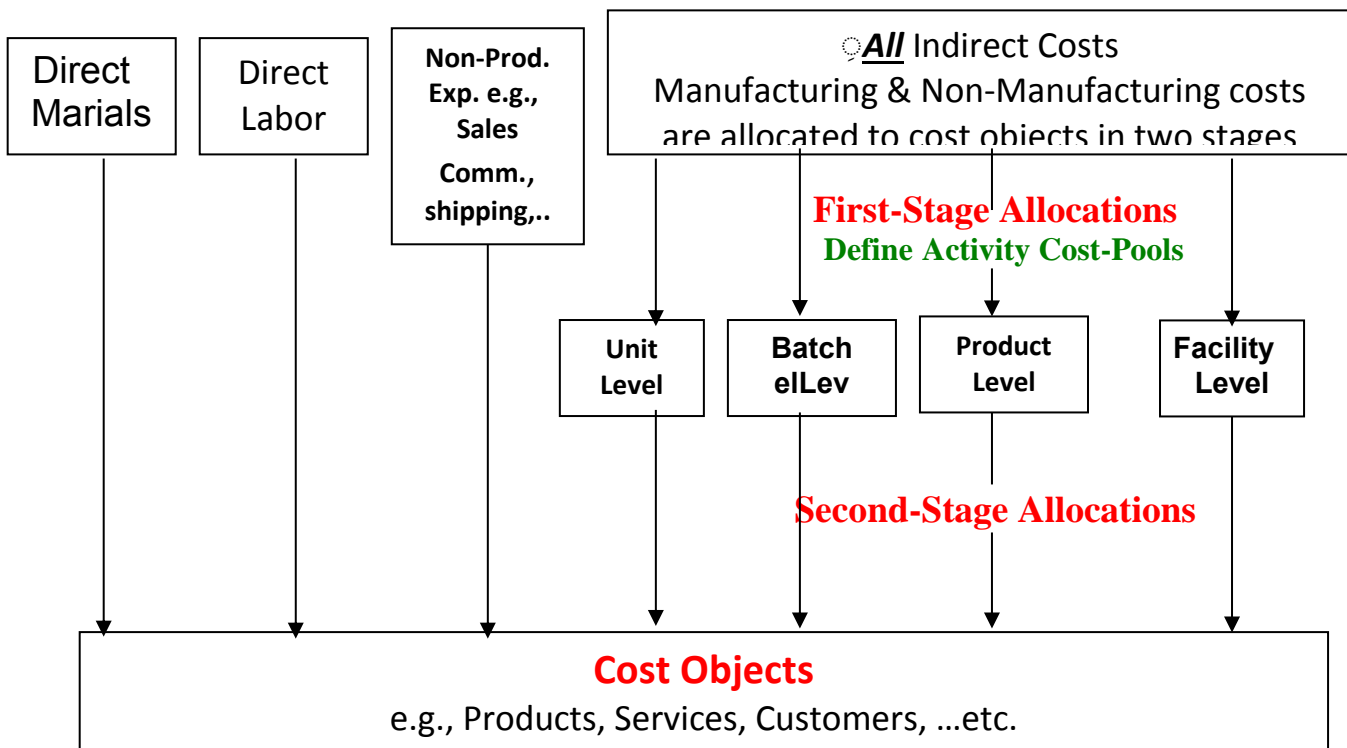 Direct
Marials
Direct
Labor
Non-Prod.
Exp. e.g.,
Sales
Comm.,
shipping,..
All Indirect Costs
Manufacturing & Non-Manufacturing costs
are allocated to cost objects in two stages
First-Stage Allocations
Define Activity Cost-Pools
Unit
Level
Batch
elLev
Product
Level
Facility
Level
Second-Stage Allocations
Cost Objects
e.g., Products, Services, Customers, ...etc.